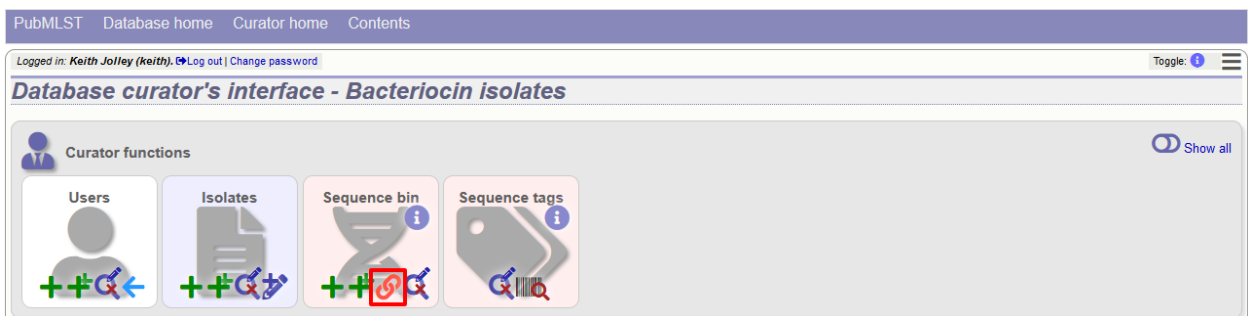 PubMLST Database home Curator home Contents
Logged in: Keith Jolley (keith). Log out | Change password Toggle: i
Database curator's interface - Bacteriocin isolates
Curator functions Show all
Users Isolates Sequence bin Sequence tags
i i